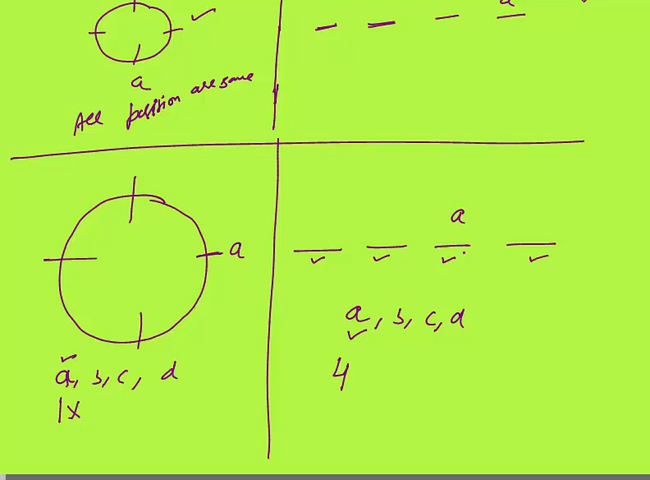 a
a
All position are same
a
a
a, b, c, d
a, b, c, d
1x
4